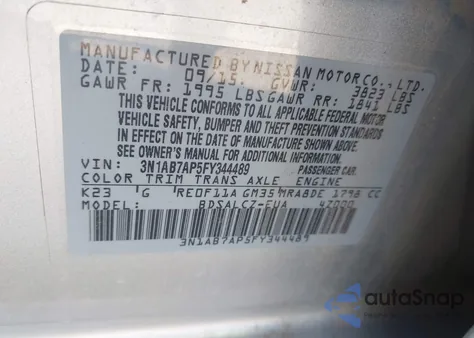 MANUFACTURED BY NISSAN MOTOR CO., LTD.
DATE: 09/15 GVWR: 3823 LBS
GAWR FR: 1995 LBS GAWR RR: 1841 LBS
THIS VEHICLE CONFORMS TO ALL APPLICABLE FEDERAL MOTOR
VEHICLE SAFETY, BUMPER AND THEFT PREVENTION STANDARDS
IN EFFECT ON THE DATE OF MANUFACTURE SHOWN ABOVE.
SEE OWNER'S MANUAL FOR ADDITIONAL INFORMATION
VIN: 3N1AB7AP5FY344489 PASSENGER CAR
COLOR TRIM TRANS AXLE ENGINE
K23 G RE0F11A GM35 MRA8DE 1798 CC
MODEL: BDSALCZ-EUA 4Z000
3N1AB7AP5FY344489
autoSnap